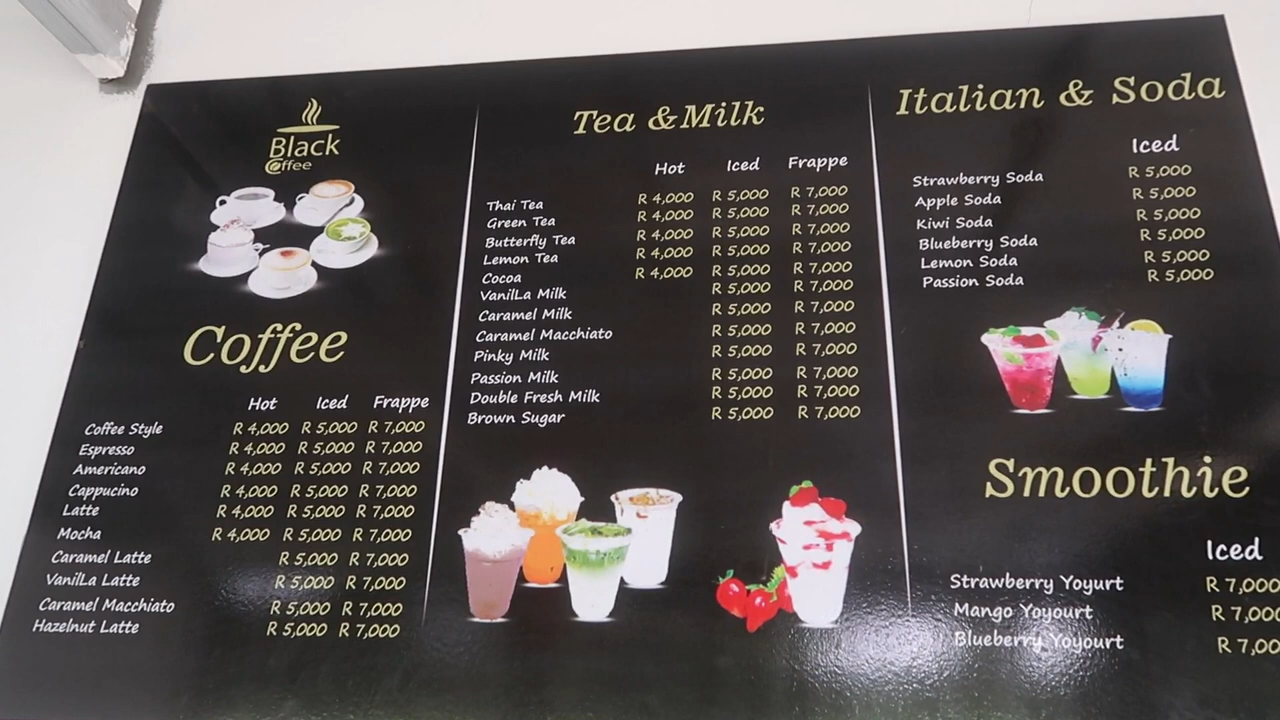 Black
Coffee
Coffee
Hot Iced Frappe
Coffee Style R 4,000 R 5,000 R 7,000
Espresso R 4,000 R 5,000 R 7,000
Americano R 4,000 R 5,000 R 7,000
Cappucino R 4,000 R 5,000 R 7,000
Latte R 4,000 R 5,000 R 7,000
Mocha R 4,000 R 5,000 R 7,000
Caramel Latte R 5,000 R 7,000
VanilLa Latte R 5,000 R 7,000
Caramel Macchiato R 5,000 R 7,000
Hazelnut Latte R 5,000 R 7,000
Tea &Milk
Hot Iced Frappe
Thai Tea R 4,000 R 5,000 R 7,000
Green Tea R 4,000 R 5,000 R 7,000
Butterfly Tea R 4,000 R 5,000 R 7,000
Lemon Tea R 4,000 R 5,000 R 7,000
Cocoa R 4,000 R 5,000 R 7,000
VanilLa Milk R 5,000 R 7,000
Caramel Milk R 5,000 R 7,000
Caramel Macchiato R 5,000 R 7,000
Pinky Milk R 5,000 R 7,000
Passion Milk R 5,000 R 7,000
Double Fresh Milk R 5,000 R 7,000
Brown Sugar R 5,000 R 7,000
Italian & Soda
Iced
Strawberry Soda R 5,000
Apple Soda R 5,000
Kiwi Soda R 5,000
Blueberry Soda R 5,000
Lemon Soda R 5,000
Passion Soda R 5,000
Smoothie
Iced
Strawberry Yoyurt R 7,000
Mango Yoyourt R 7,000
Blueberry Yoyourt R 7,00